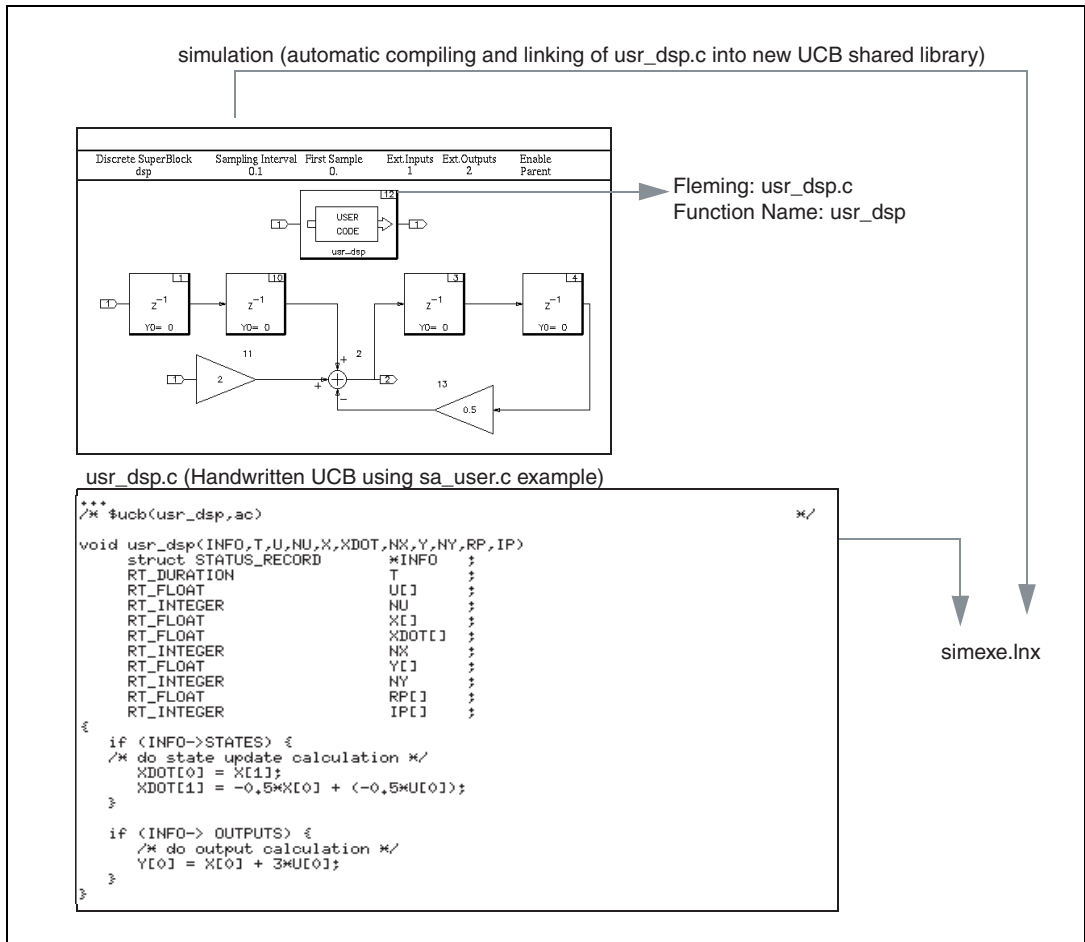 simulation (automatic compiling and linking of usr_dsp.c into new UCB shared library)
Discrete SuperBlock Sampling Interval First Sample Ext.Inputs Ext.Outputs Enable
dsp 0.1 0. 1 2 Parent
12
Fleming: usr_dsp.c
Function Name: usr_dsp
1 USER 1
CODE
usr_dsp
1 10 3 4
1 z-1 z-1 z-1 z-1
Y0= 0 Y0= 0 Y0= 0 Y0= 0
11 + 2
1 2 + + 2
- 13
0.5
usr_dsp.c (Handwritten UCB using sa_user.c example)
...
/* $ucb(usr_dsp,ac) */
void usr_dsp(INFO,T,U,NU,X,XDOT,NX,Y,NY,RP,IP)
struct STATUS_RECORD *INFO ;
RT_DURATION T ;
RT_FLOAT U[] ;
RT_INTEGER NU ;
RT_FLOAT X[] ;
RT_FLOAT XDOT[] ;
RT_INTEGER NX ;
RT_FLOAT Y[] ;
RT_INTEGER NY ;
RT_FLOAT RP[] ;
RT_INTEGER IP[] ;
{
if (INFO->STATES) {
/* do state update calculation */
XDOT[0] = X[1];
XDOT[1] = -0.5*X[0] + (-0.5*U[0]);
}
if (INFO-> OUTPUTS) {
/* do output calculation */
Y[0] = X[0] + 3*U[0];
}
}
simexe.lnx